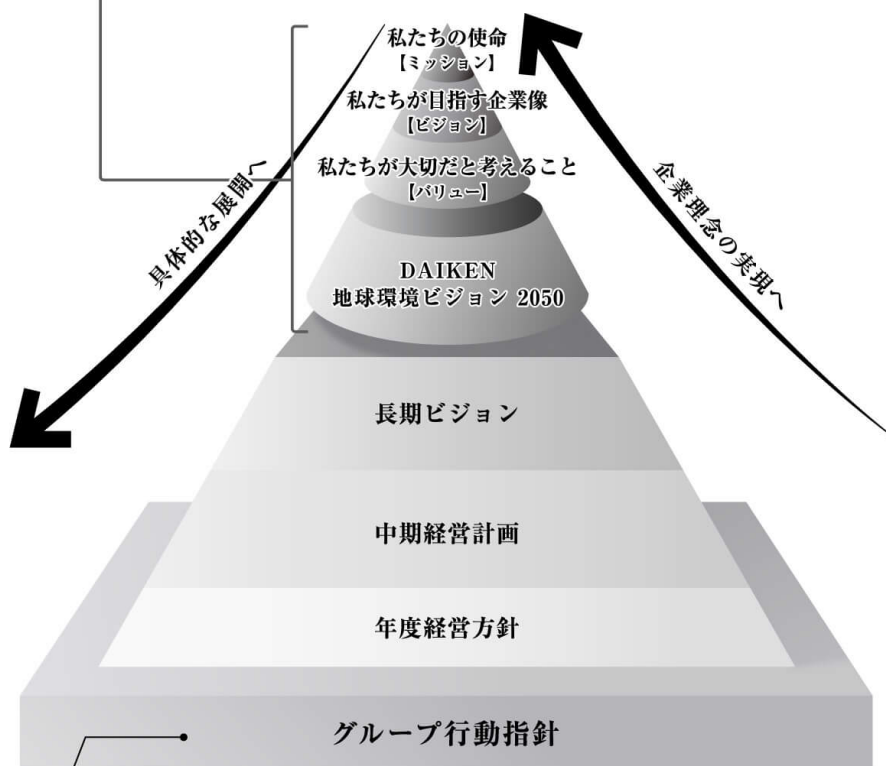 私たちの使命
【ミッション】
私たちが目指す企業像
【ビジョン】
私たちが大切だと考えること
【バリュー】
具体的な展開へ
企業理念の実現へ
DAIKEN
地球環境ビジョン 2050
長期ビジョン
中期経営計画
年度経営方針
グループ行動指針